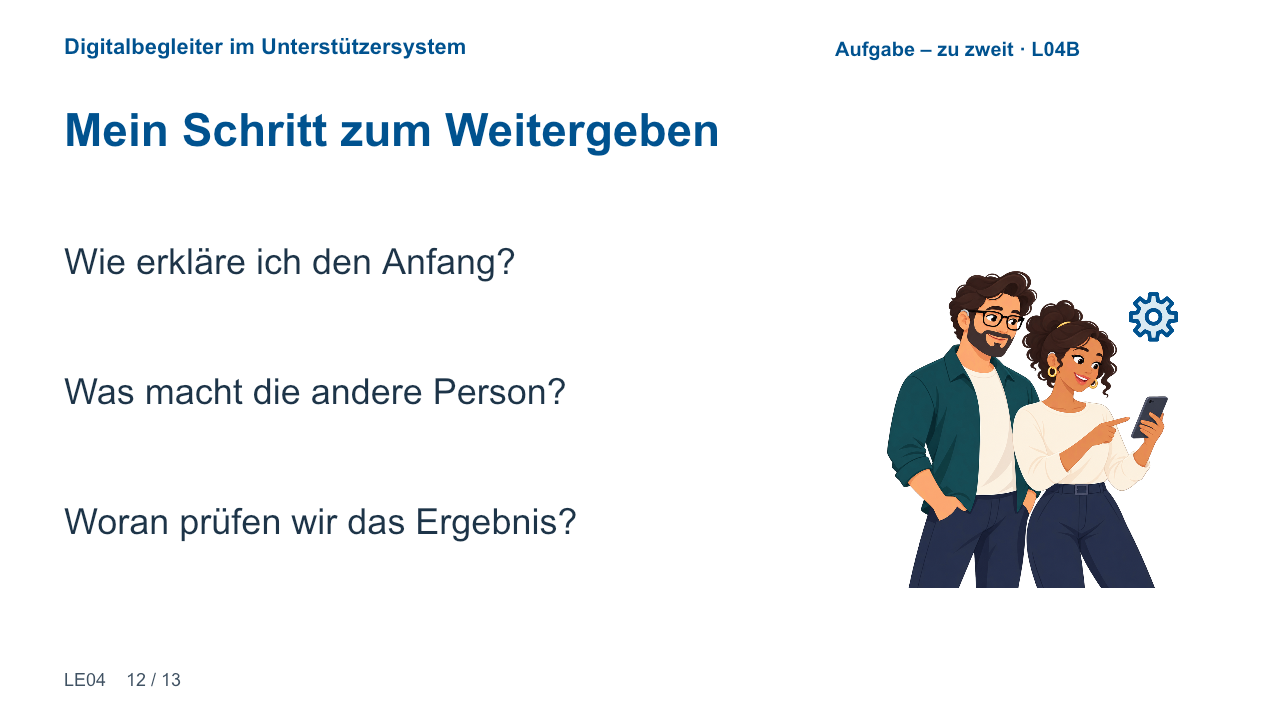 Digitalbegleiter im Unterstützersystem
Aufgabe – zu zweit · L04B
Mein Schritt zum Weitergeben
Wie erkläre ich den Anfang?
Was macht die andere Person?
Woran prüfen wir das Ergebnis?
LE04 12 / 13